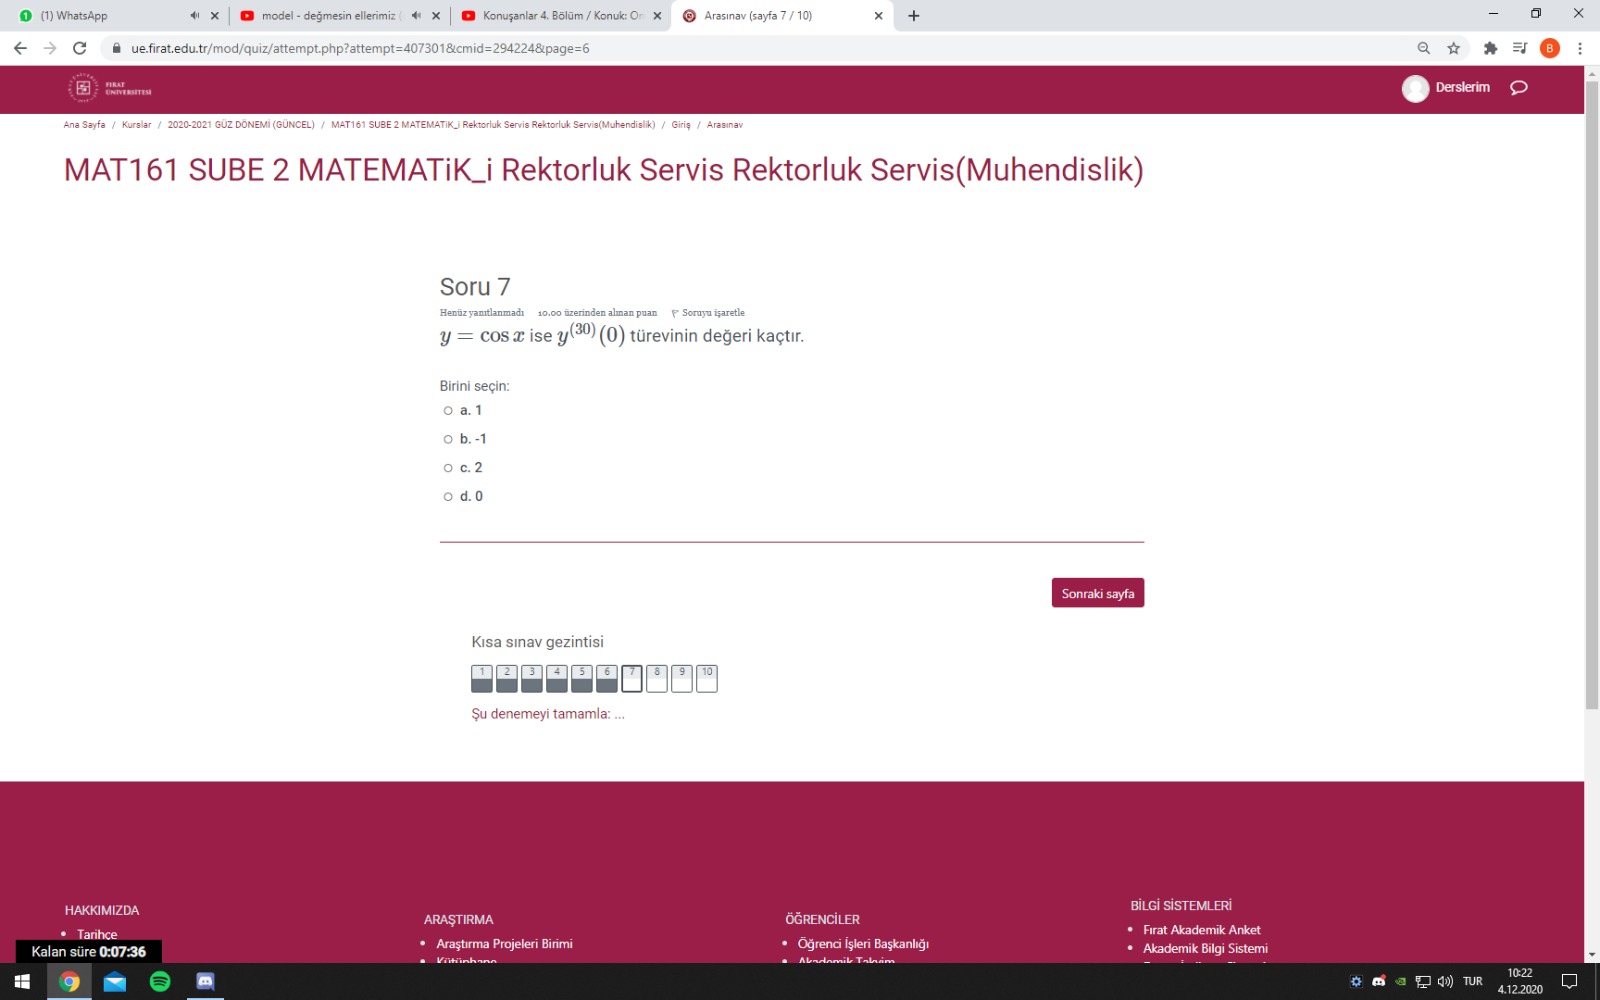 (1) WhatsApp
model - değmesin ellerimiz (
Konuşanlar 4. Bölüm / Konuk: On
Arasınav (sayfa 7 / 10)
ue.firat.edu.tr/mod/quiz/attempt.php?attempt=407301&cmid=294224&page=6
B
FIRAT
ÜNİVERSİTESİ
Derslerim
Ana Sayfa / Kurslar / 2020-2021 GÜZ DÖNEMİ (GÜNCEL) / MAT161 SUBE 2 MATEMATiK_i Rektorluk Servis Rektorluk Servis(Muhendislik) / Giriş / Arasınav
MAT161 SUBE 2 MATEMATiK_i Rektorluk Servis Rektorluk Servis(Muhendislik)
Soru 7
Henüz yanıtlanmadı 10.00 üzerinden alınan puan Soruyu işaretle
y = cos x ise y^(30)(0) türevinin değeri kaçtır.
Birini seçin:
a. 1
b. -1
c. 2
d. 0
Sonraki sayfa
Kısa sınav gezintisi
1 2 3 4 5 6 7 8 9 10
Şu denemeyi tamamla: ...
HAKKIMIZDA
Tarihçe
ARAŞTIRMA
Araştırma Projeleri Birimi
Kütüphane
ÖĞRENCİLER
Öğrenci İşleri Başkanlığı
Akademik Takvim
BİLGİ SİSTEMLERİ
Fırat Akademik Anket
Akademik Bilgi Sistemi
Kalan süre 0:07:36
TUR
10:22
4.12.2020